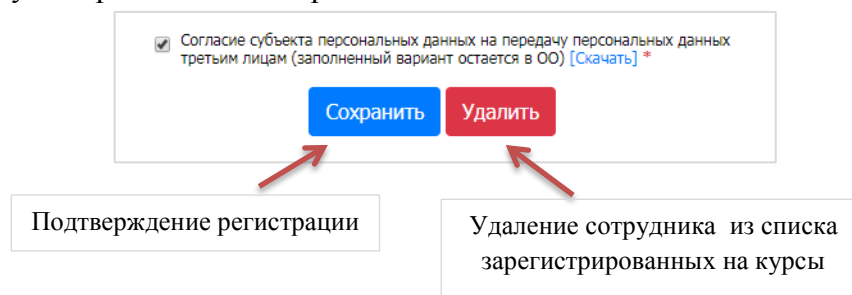 Согласие субъекта персональных данных на передачу персональных данных
третьим лицам (заполненный вариант остается в ОО) [Скачать] *
Сохранить Удалить
Подтверждение регистрации
Удаление сотрудника из списка
зарегистрированных на курсы